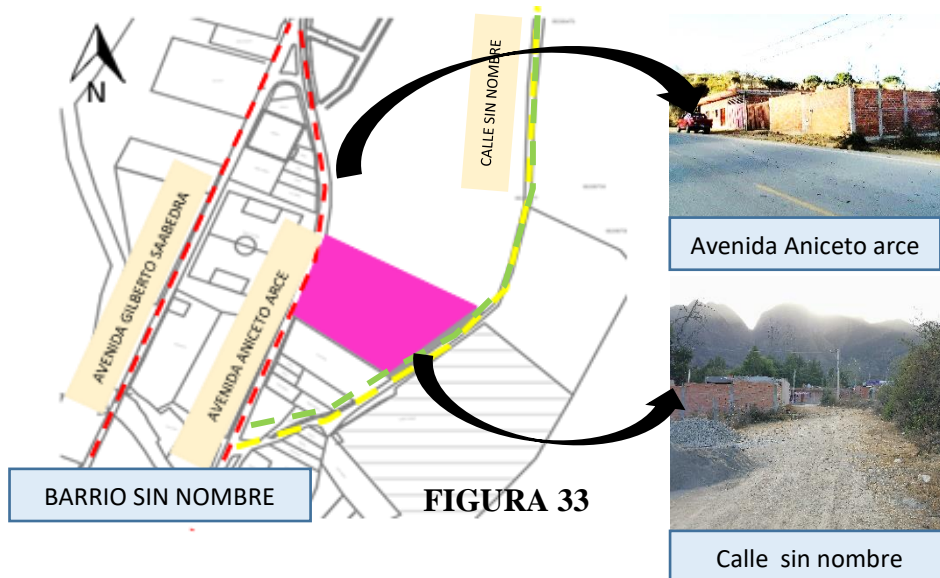 N
CALLE SIN NOMBRE
AVENIDA GILBERTO SAABEDRA
AVENIDA ANICETO ARCE
Avenida Aniceto arce
BARRIO SIN NOMBRE
FIGURA 33
Calle sin nombre